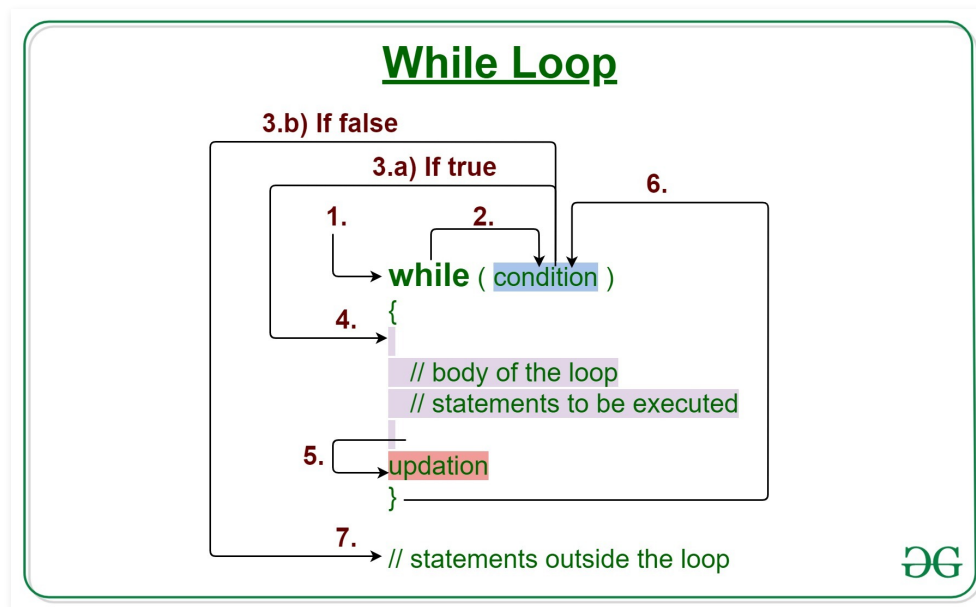 While Loop
3.b) If false
3.a) If true
6.
1.
2.
while ( condition )
{
4.
// body of the loop
// statements to be executed
5.
updation
}
7.
// statements outside the loop